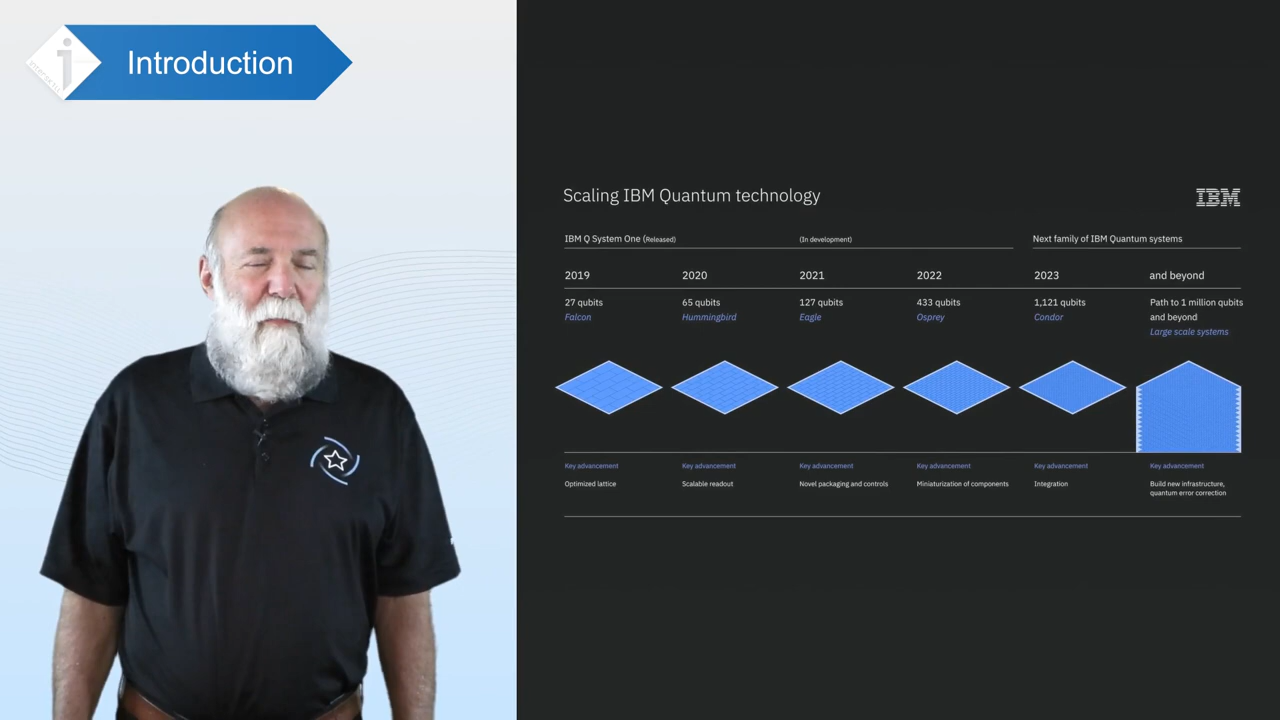 Introduction
Scaling IBM Quantum technology
IBM
IBM Q System One (Released)
(In development)
Next family of IBM Quantum systems
2019
2020
2021
2022
2023
and beyond
27 qubits
65 qubits
127 qubits
433 qubits
1,121 qubits
Path to 1 million qubits
and beyond
Falcon
Hummingbird
Eagle
Osprey
Condor
Large scale systems
Key advancement
Key advancement
Key advancement
Key advancement
Key advancement
Key advancement
Optimized lattice
Scalable readout
Novel packaging and controls
Miniaturization of components
Integration
Build new infrastructure,
quantum error correction